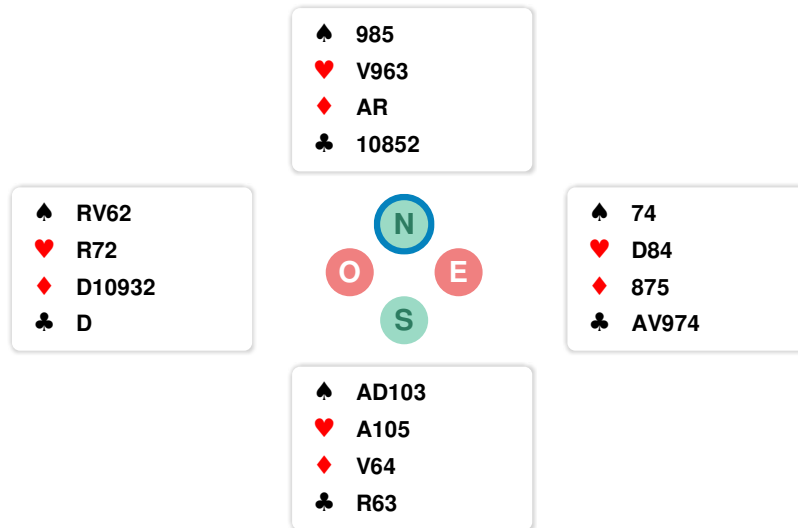 ♠ 985
♥ V963
♦ AR
♣ 10852
♠ RV62
♥ R72
♦ D10932
♣ D
N
O E
S
♠ 74
♥ D84
♦ 875
♣ AV974
♠ AD103
♥ A105
♦ V64
♣ R63